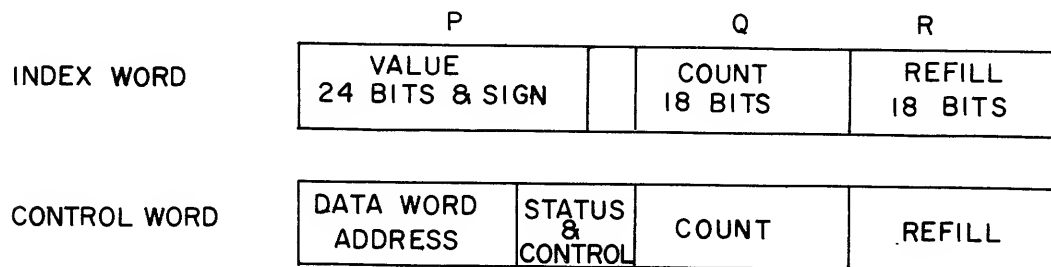 P Q R
INDEX WORD
VALUE
24 BITS & SIGN
COUNT
18 BITS
REFILL
18 BITS
CONTROL WORD
DATA WORD
ADDRESS
STATUS
&
CONTROL
COUNT
REFILL